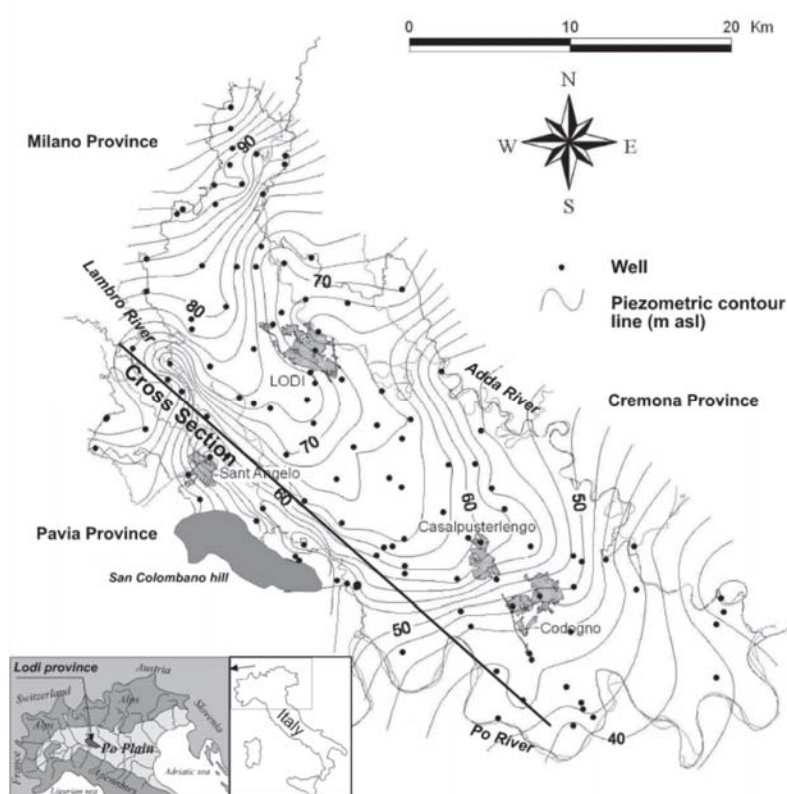 0 10 20 Km
N
W E
S
Milano Province
90
Well
Piezometric contour
line (m asl)
70
80
Lambro River
LODI
Cross Section
Adda River
Cremona Province
70
Sant'Angelo
60
60
50
Casalpusterlengo
Pavia Province
San Colombano hill
50
Codogno
Po River
40
Lodi province
Austria
Switzerland
Alps
Alps
Slovenia
France
Po Plain
Apennines
Adriatic sea
Ligurian sea
Italy